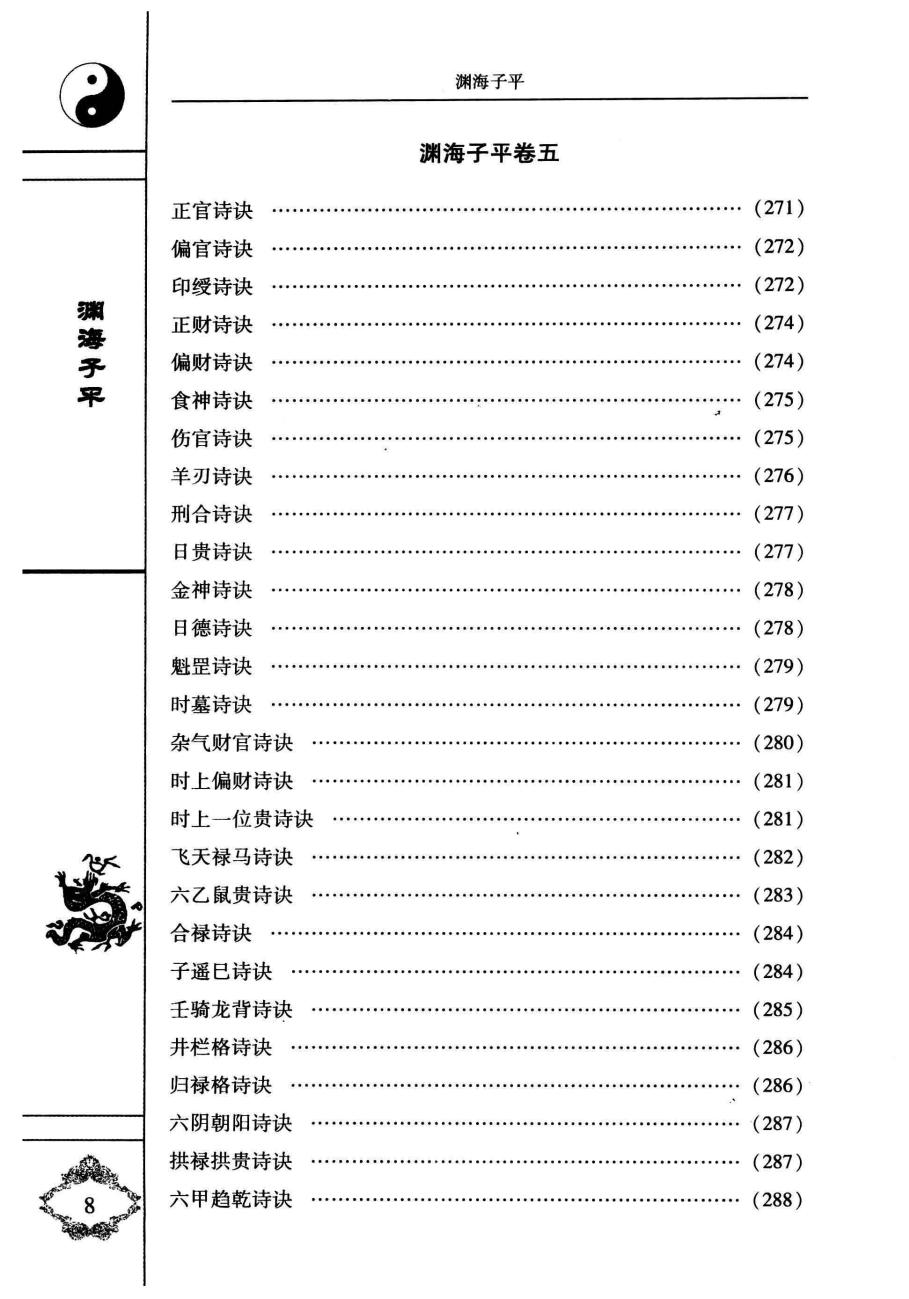 渊海子平
渊海子平卷五
正官诗诀 …………………………………………………………… (271)
偏官诗诀 …………………………………………………………… (272)
印绶诗诀 …………………………………………………………… (272)
正财诗诀 …………………………………………………………… (274)
偏财诗诀 …………………………………………………………… (274)
食神诗诀 …………………………………………………………… (275)
伤官诗诀 …………………………………………………………… (275)
羊刃诗诀 …………………………………………………………… (276)
刑合诗诀 …………………………………………………………… (277)
日贵诗诀 …………………………………………………………… (277)
金神诗诀 …………………………………………………………… (278)
日德诗诀 …………………………………………………………… (278)
魁罡诗诀 …………………………………………………………… (279)
时墓诗诀 …………………………………………………………… (279)
杂气财官诗诀 ……………………………………………………… (280)
时上偏财诗诀 ……………………………………………………… (281)
时上一位贵诗诀 …………………………………………………… (281)
飞天禄马诗诀 ……………………………………………………… (282)
六乙鼠贵诗诀 ……………………………………………………… (283)
合禄诗诀 …………………………………………………………… (284)
子遥巳诗诀 ………………………………………………………… (284)
壬骑龙背诗诀 ……………………………………………………… (285)
井栏格诗诀 ………………………………………………………… (286)
归禄格诗诀 ………………………………………………………… (286)
六阴朝阳诗诀 ……………………………………………………… (287)
拱禄拱贵诗诀 ……………………………………………………… (287)
六甲趋乾诗诀 ……………………………………………………… (288)
渊海子平
8